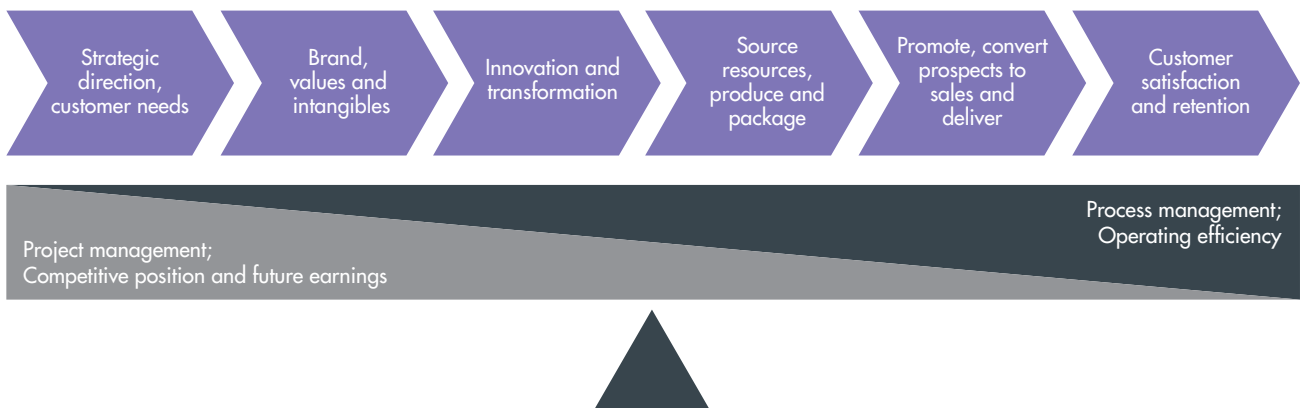 Strategic
direction,
customer needs
Brand,
values and
intangibles
Innovation and
transformation
Source
resources,
produce and
package
Promote, convert
prospects to
sales and
deliver
Customer
satisfaction
and retention
Project management;
Competitive position and future earnings
Process management;
Operating efficiency